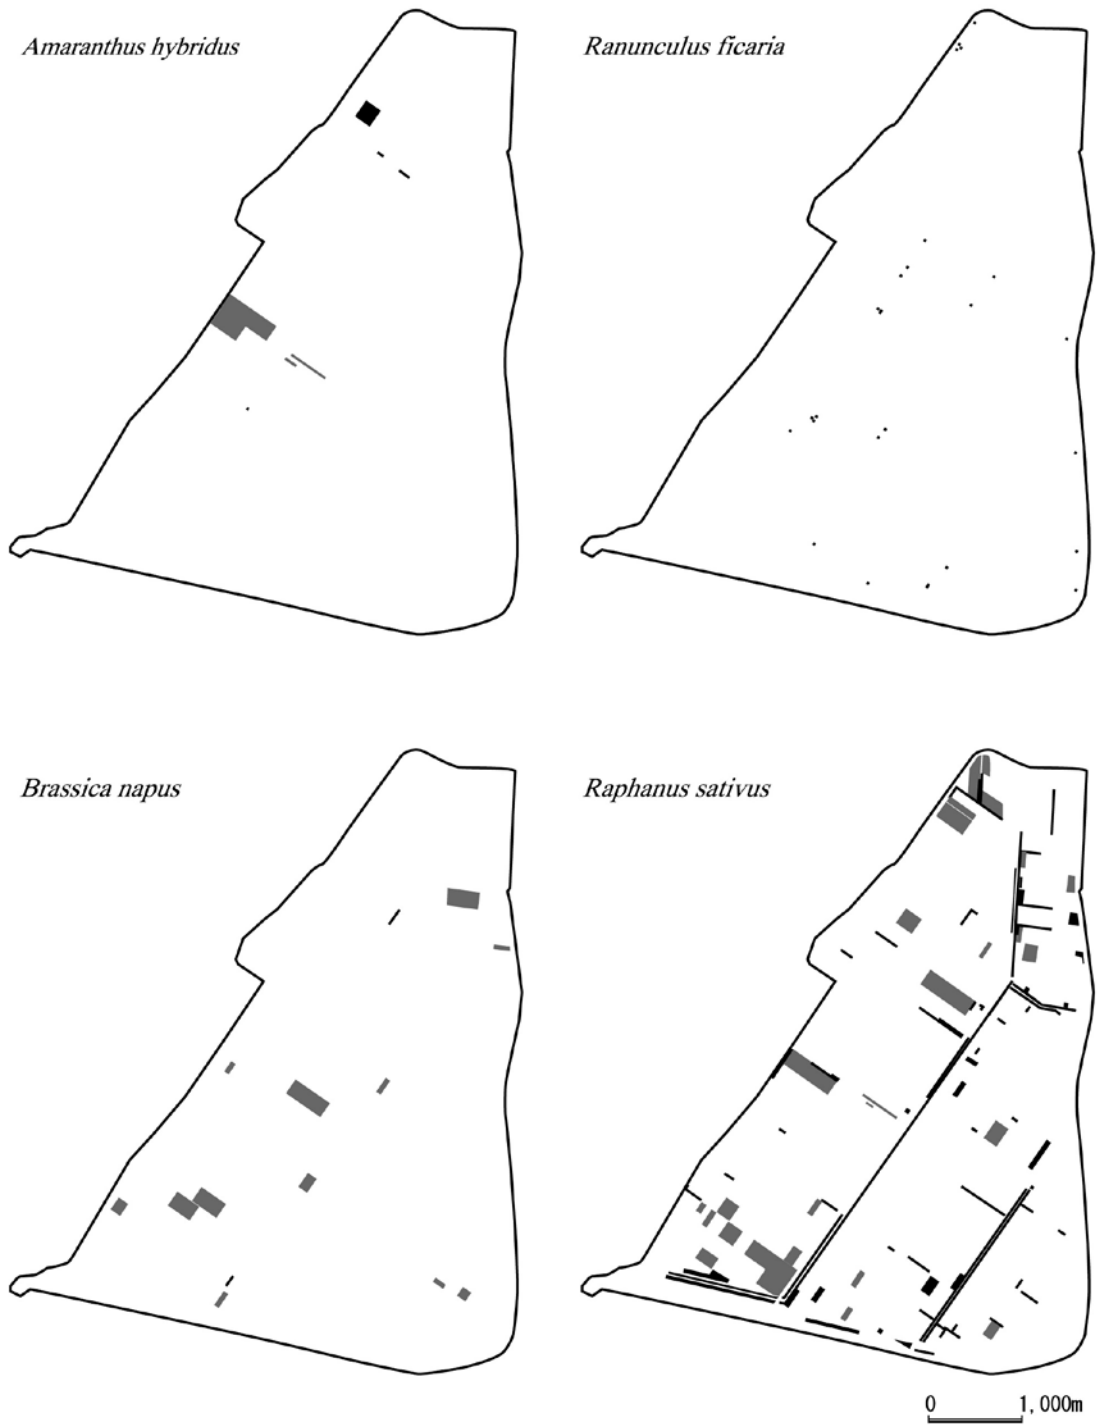 Amaranthus hybridus
Ranunculus ficaria
Brassica napus
Raphanus sativus
0 1,000m